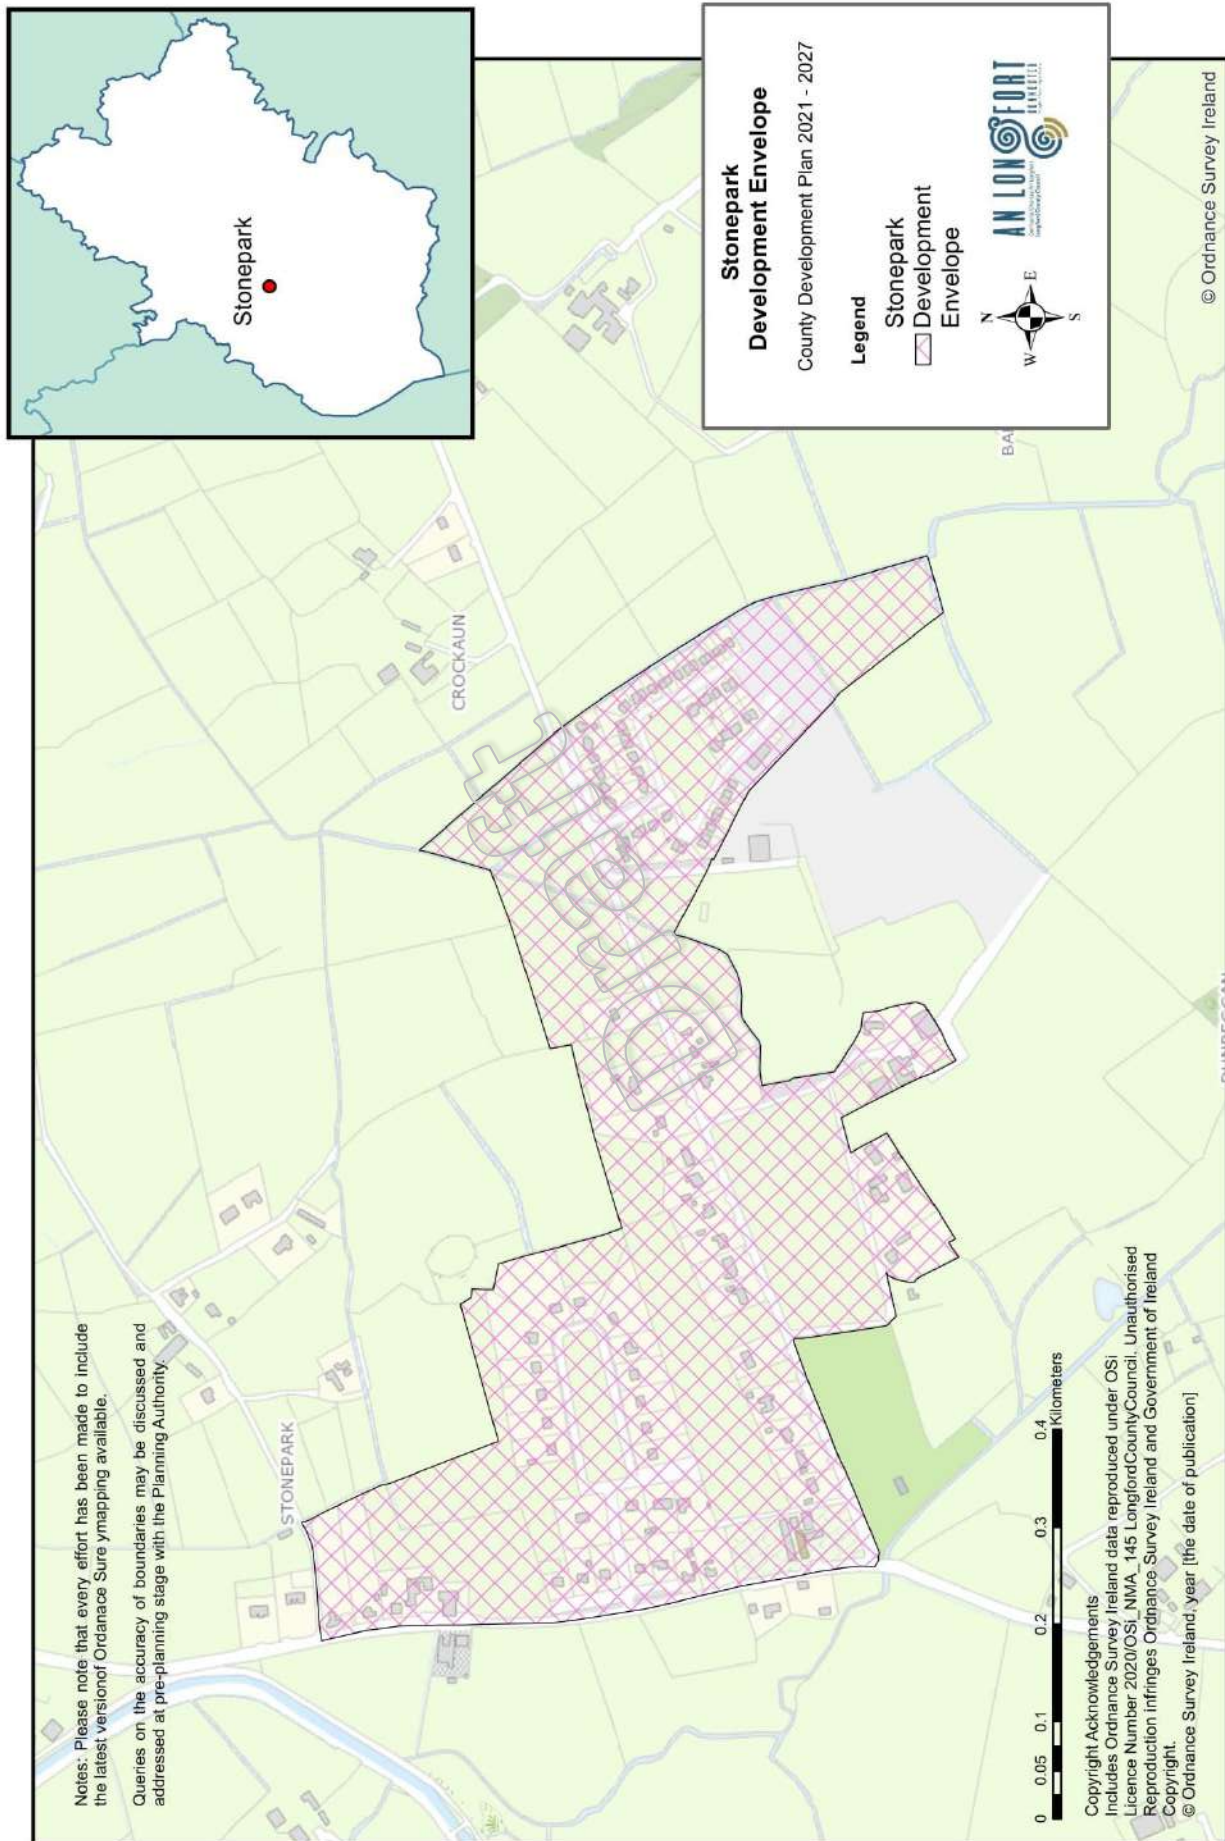 Notes: Please note that every effort has been made to include
the latest versionof Ordanace Sure ymapping available.
Queries on the accuracy of boundaries may be discussed and
addressed at pre-planning stage with the Planning Authority.
Stonepark
STONEPARK
CROCKAUN
Draft
BA
Stonepark
Development Envelope
County Development Plan 2021 - 2027
Legend
Stonepark
Development
Envelope
N
W
E
S
AN LONGFORT
© Ordnance Survey Ireland
0 0.05 0.1 0.2 0.3 0.4
Kilometers
Copyright Acknowledgements
Includes Ordnance Survey Ireland data reproduced under OSi
Licence Number 2020/OSi_NMA_145 LongfordCountyCouncil. Unauthorised
Reproduction infringes Ordnance Survey Ireland and Government of Ireland
Copyright.
© Ordnance Survey Ireland, year [the date of publication]